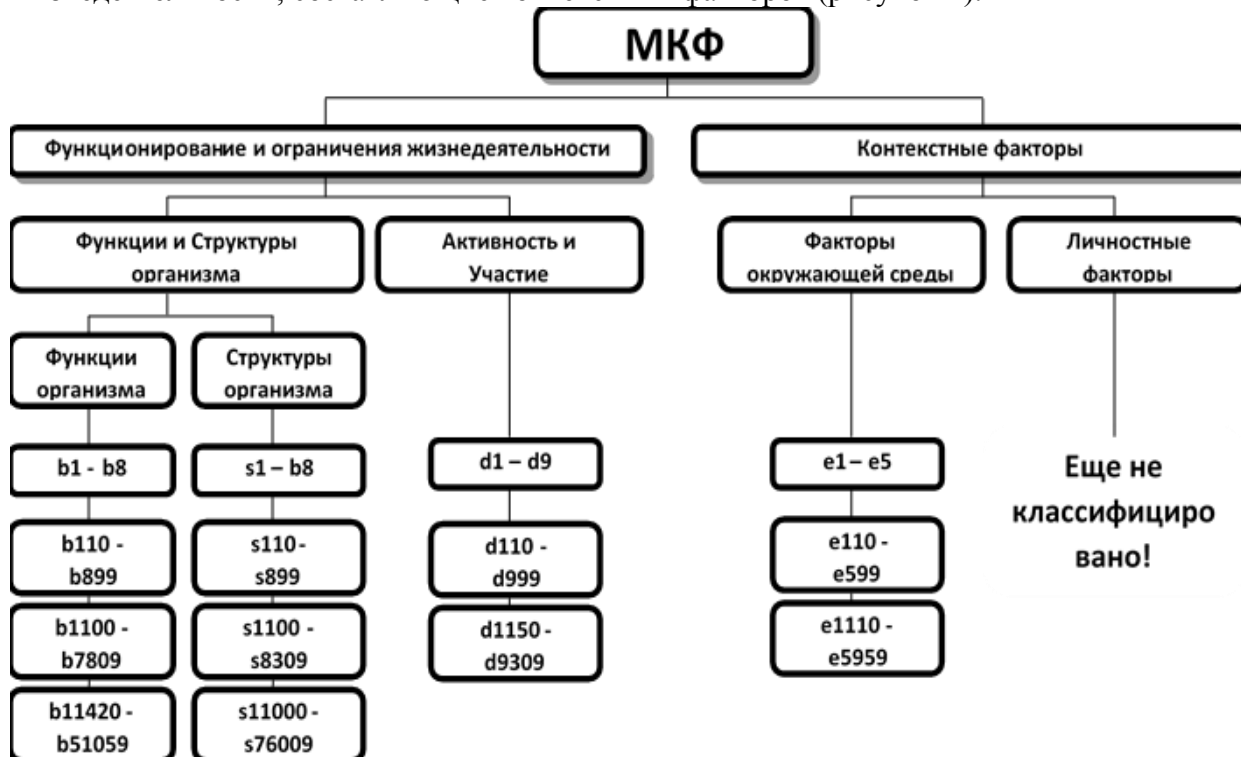 (рисунок 1).
МКФ
Функционирование и ограничения жизнедеятельности
Контекстные факторы
Функции и Структуры
организма
Активность и
Участие
Факторы
окружающей среды
Личностные
факторы
Функции
организма
Структуры
организма
b1 - b8
s1 – b8
d1 – d9
e1 – e5
Еще не
классифициро
вано!
b110 -
b899
s110-
s899
d110 -
d999
e110 -
e599
b1100 -
b7809
s1100 -
s8309
d1150 -
d9309
e1110 -
e5959
b11420 -
b51059
s11000 -
s76009